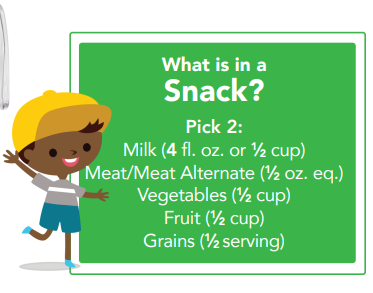 What is in a
Snack?
Pick 2:
Milk (4 fl. oz. or ½ cup)
Meat/Meat Alternate (½ oz. eq.)
Vegetables (½ cup)
Fruit (½ cup)
Grains (½ serving)